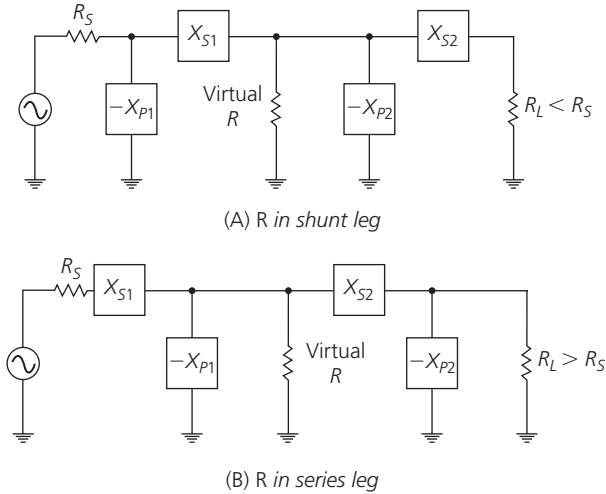 R_S
X_S1
X_S2
−X_P1
Virtual
R
−X_P2
R_L < R_S
(A) R in shunt leg
R_S
X_S1
X_S2
−X_P1
Virtual
R
−X_P2
R_L > R_S
(B) R in series leg